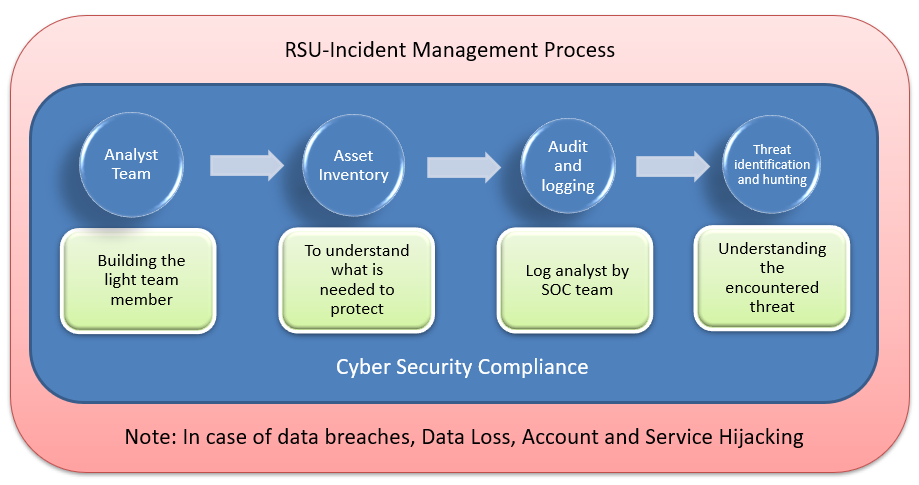 RSU-Incident Management Process
Analyst
Team
Asset
Inventory
Audit
and
logging
Threat
identification
and hunting
Building the
light team
member
To understand
what is
needed to
protect
Log analyst by
SOC team
Understanding
the
encountered
threat
Cyber Security Compliance
Note: In case of data breaches, Data Loss, Account and Service Hijacking